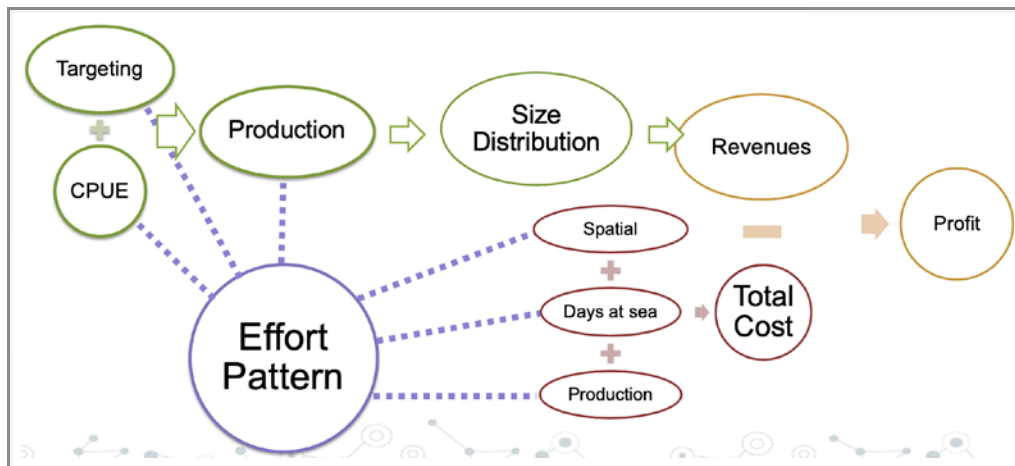 Targeting
CPUE
Production
Size
Distribution
Revenues
Profit
Spatial
Days at sea
Production
Total
Cost
Effort
Pattern